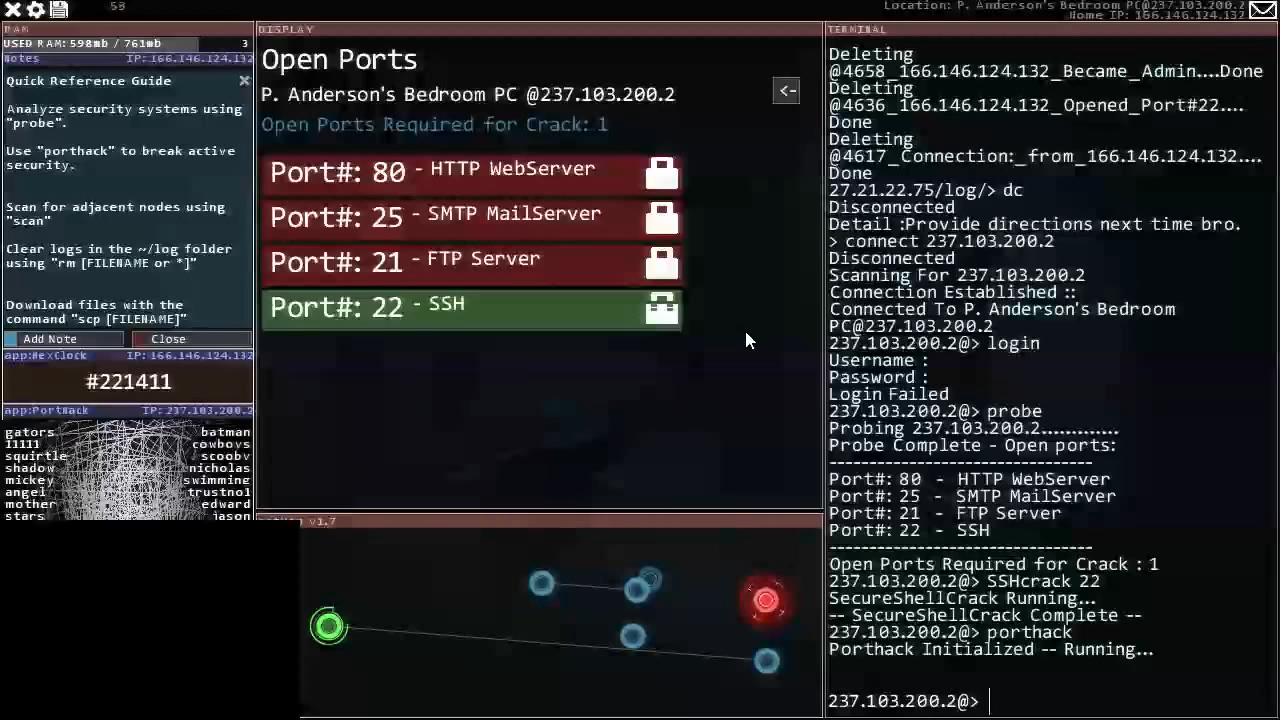 53
Location: P. Anderson's Bedroom PC@237.103.200.2
Home IP: 166.146.124.132
RAM
USED RAM: 598mb / 761mb 3
Notes IP: 166.146.124.132
Quick Reference Guide
Analyze security systems using
"probe".
Use "porthack" to break active
security.
Scan for adjacent nodes using
"scan"
Clear logs in the ~/log folder
using "rm [FILENAME or *]"
Download files with the
command "scp [FILENAME]"
Add Note Close
app:HexClock IP: 166.146.124.132
#221411
app:PortHack IP: 237.103.200.2
gators batman
11111 cowboys
squirtle scooby
shadow nicholas
mickey swimming
angel trustno1
mother edward
stars jason
DISPLAY
Open Ports
P. Anderson's Bedroom PC @237.103.200.2
<-
Open Ports Required for Crack: 1
Port#: 80 - HTTP WebServer
Port#: 25 - SMTP MailServer
Port#: 21 - FTP Server
Port#: 22 - SSH
v1.7
TERMINAL
Deleting
@4658_166.146.124.132_Became_Admin....Done
Deleting
@4636_166.146.124.132_Opened_Port#22....
Done
Deleting
@4617_Connection:_from_166.146.124.132....
Done
27.21.22.75/log/> dc
Disconnected
Detail :Provide directions next time bro.
> connect 237.103.200.2
Disconnected
Scanning For 237.103.200.2
Connection Established ::
Connected To P. Anderson's Bedroom
PC@237.103.200.2
237.103.200.2@> login
Username :
Password :
Login Failed
237.103.200.2@> probe
Probing 237.103.200.2.............
Probe Complete - Open ports:
---------------------------------
Port#: 80 - HTTP WebServer
Port#: 25 - SMTP MailServer
Port#: 21 - FTP Server
Port#: 22 - SSH
---------------------------------
Open Ports Required for Crack : 1
237.103.200.2@> SSHcrack 22
SecureShellCrack Running...
-- SecureShellCrack Complete --
237.103.200.2@> porthack
Porthack Initialized -- Running...
237.103.200.2@>